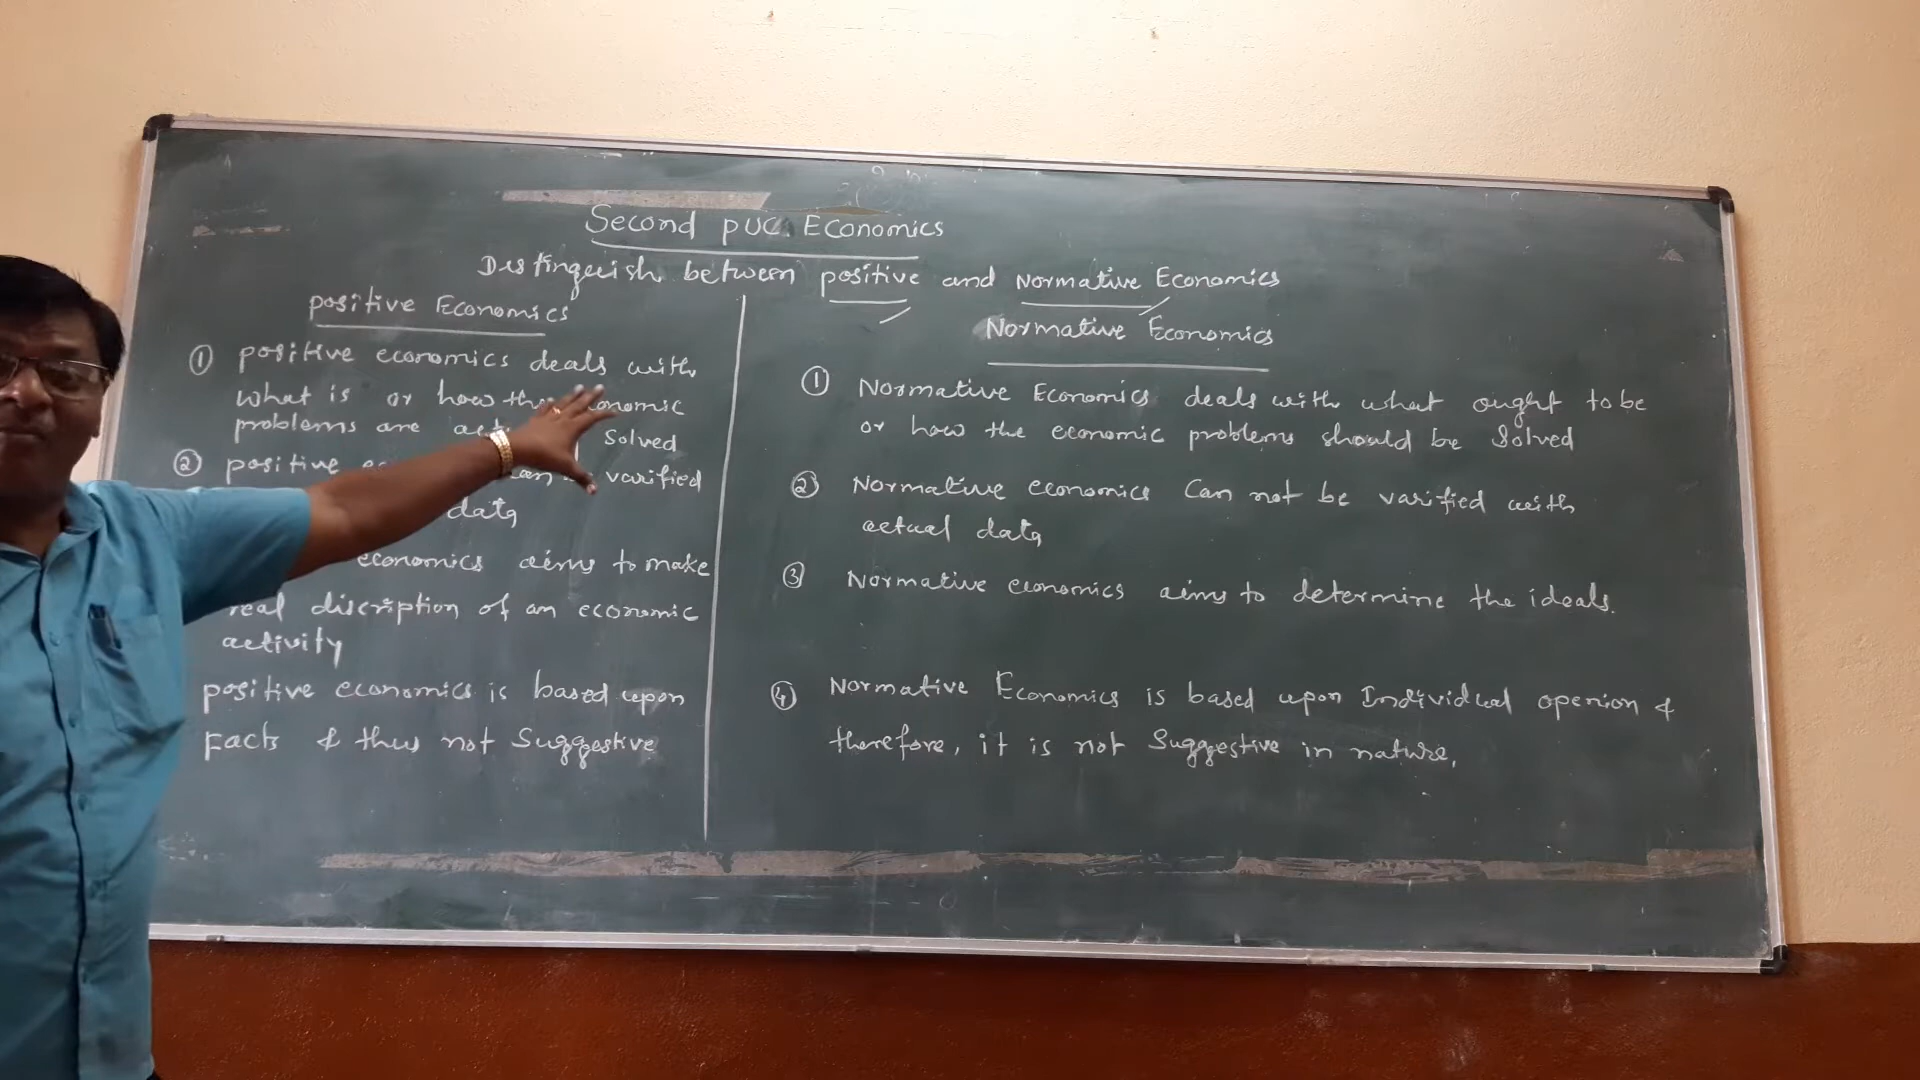 Second PUC. Economics
Distinguish between positive and Normative Economics
positive Economics
① positive economics deals with
what is or how the
problems are solved
② positive varified
data
economics aims to make
real discription of an economic
activity
positive economics is based upon
Facts & thus not Suggestive
Normative Economics
① Normative Economics deals with what ought to be
or how the economic problems should be Solved
② Normative economics Can not be varified with
actual data
③ Normative economics aims to determine the ideals.
④ Normative Economics is based upon Individual openion &
therefore, it is not Suggestive in nature.